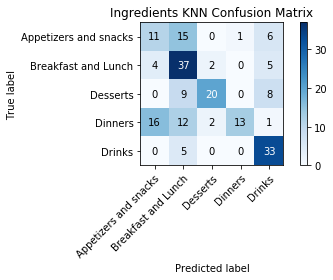 Ingredients KNN Confusion Matrix
Appetizers and snacks 11 15 0 1 6
Breakfast and Lunch 4 37 2 0 5
Desserts 0 9 20 0 8
Dinners 16 12 2 13 1
Drinks 0 5 0 0 33
True label
Appetizers and snacks
Breakfast and Lunch
Desserts
Dinners
Drinks
Predicted label
30
20
10
0